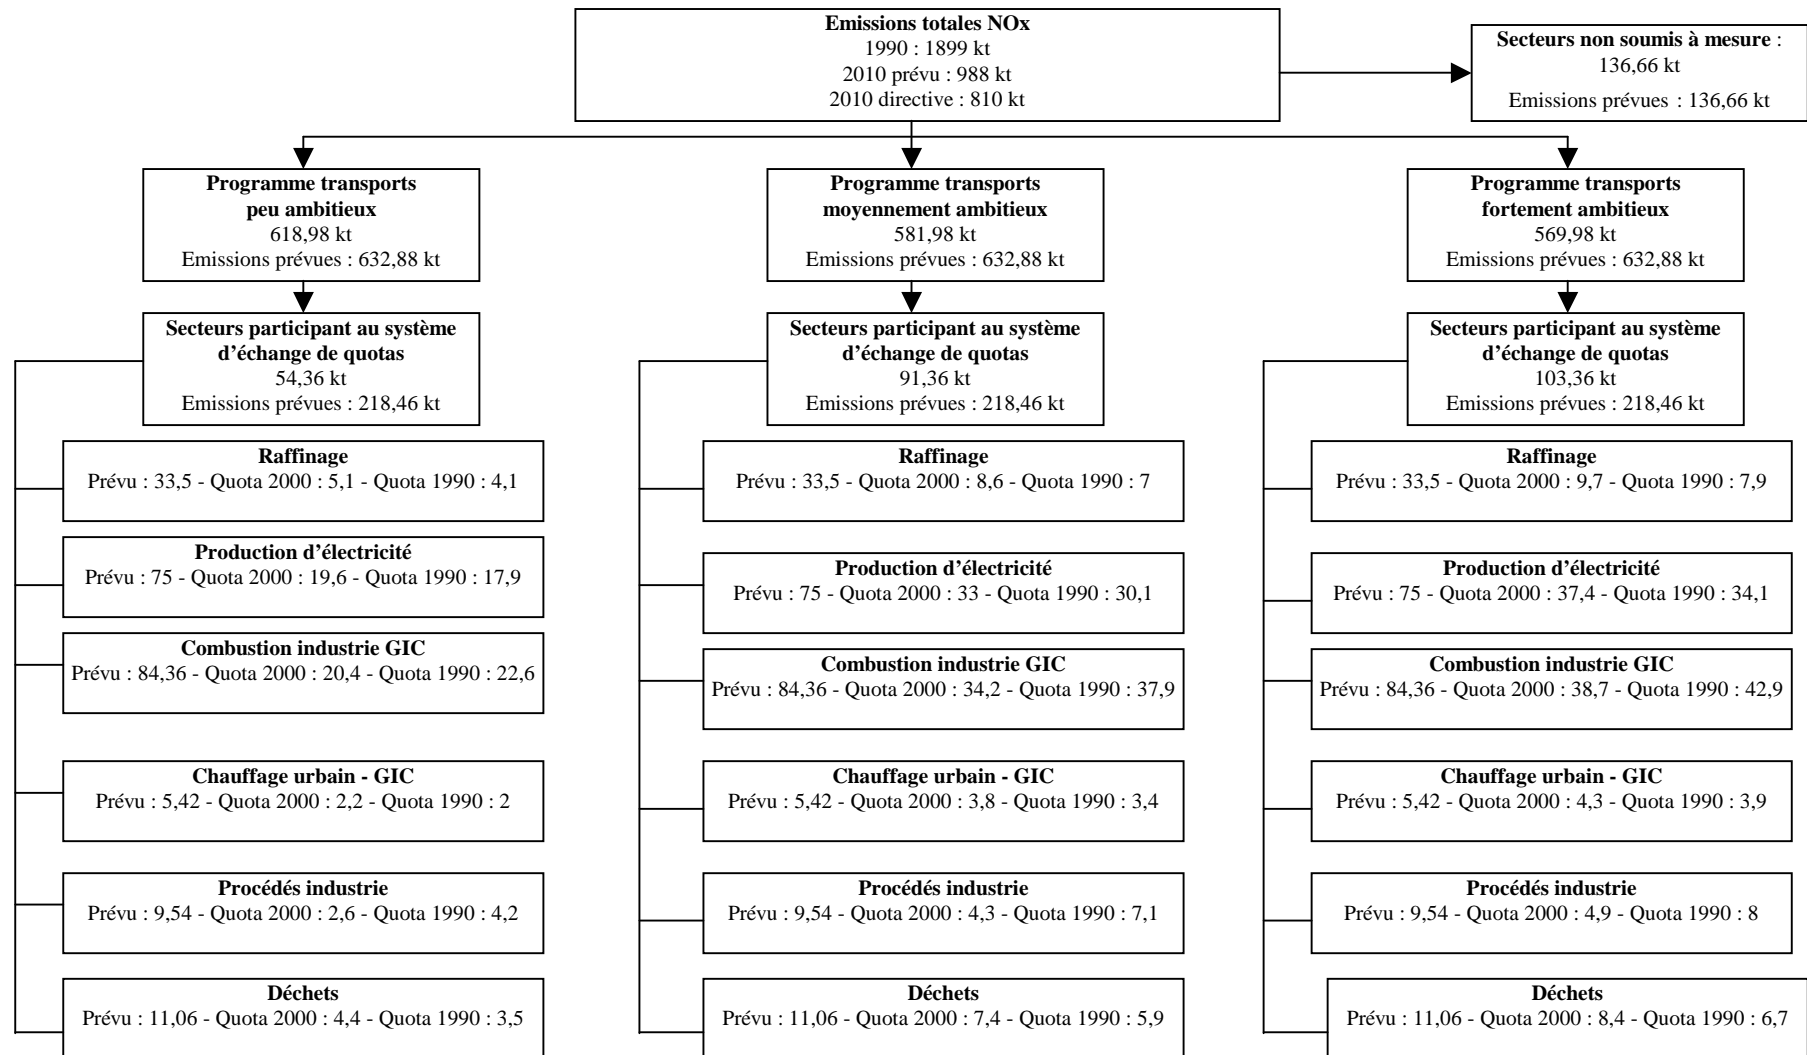 Emissions totales NOx
1990 : 1899 kt
2010 prévu : 988 kt
2010 directive : 810 kt
Secteurs non soumis à mesure :
136,66 kt
Emissions prévues : 136,66 kt
Programme transports
peu ambitieux
618,98 kt
Emissions prévues : 632,88 kt
Programme transports
moyennement ambitieux
581,98 kt
Emissions prévues : 632,88 kt
Programme transports
fortement ambitieux
569,98 kt
Emissions prévues : 632,88 kt
Secteurs participant au système
d'échange de quotas
54,36 kt
Emissions prévues : 218,46 kt
Secteurs participant au système
d'échange de quotas
91,36 kt
Emissions prévues : 218,46 kt
Secteurs participant au système
d'échange de quotas
103,36 kt
Emissions prévues : 218,46 kt
Raffinage
Prévu : 33,5 - Quota 2000 : 5,1 - Quota 1990 : 4,1
Raffinage
Prévu : 33,5 - Quota 2000 : 8,6 - Quota 1990 : 7
Raffinage
Prévu : 33,5 - Quota 2000 : 9,7 - Quota 1990 : 7,9
Production d'électricité
Prévu : 75 - Quota 2000 : 19,6 - Quota 1990 : 17,9
Production d'électricité
Prévu : 75 - Quota 2000 : 33 - Quota 1990 : 30,1
Production d'électricité
Prévu : 75 - Quota 2000 : 37,4 - Quota 1990 : 34,1
Combustion industrie GIC
Prévu : 84,36 - Quota 2000 : 20,4 - Quota 1990 : 22,6
Combustion industrie GIC
Prévu : 84,36 - Quota 2000 : 34,2 - Quota 1990 : 37,9
Combustion industrie GIC
Prévu : 84,36 - Quota 2000 : 38,7 - Quota 1990 : 42,9
Chauffage urbain - GIC
Prévu : 5,42 - Quota 2000 : 2,2 - Quota 1990 : 2
Chauffage urbain - GIC
Prévu : 5,42 - Quota 2000 : 3,8 - Quota 1990 : 3,4
Chauffage urbain - GIC
Prévu : 5,42 - Quota 2000 : 4,3 - Quota 1990 : 3,9
Procédés industrie
Prévu : 9,54 - Quota 2000 : 2,6 - Quota 1990 : 4,2
Procédés industrie
Prévu : 9,54 - Quota 2000 : 4,3 - Quota 1990 : 7,1
Procédés industrie
Prévu : 9,54 - Quota 2000 : 4,9 - Quota 1990 : 8
Déchets
Prévu : 11,06 - Quota 2000 : 4,4 - Quota 1990 : 3,5
Déchets
Prévu : 11,06 - Quota 2000 : 7,4 - Quota 1990 : 5,9
Déchets
Prévu : 11,06 - Quota 2000 : 8,4 - Quota 1990 : 6,7